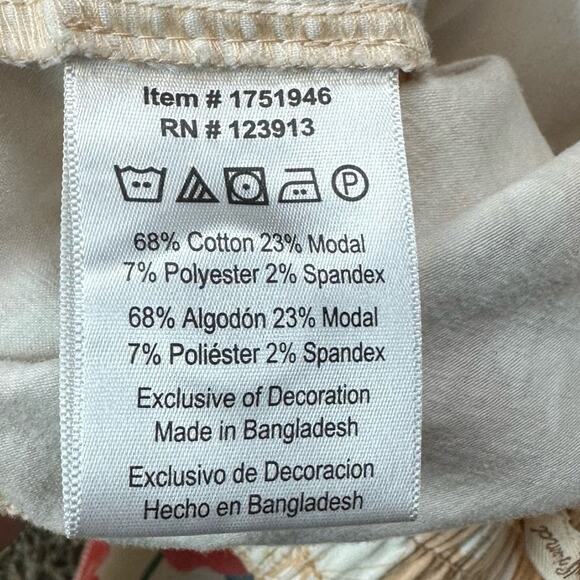 Item # 1751946
RN # 123913
P
68% Cotton 23% Modal
7% Polyester 2% Spandex
68% Algodón 23% Modal
7% Poliéster 2% Spandex
Exclusive of Decoration
Made in Bangladesh
Exclusivo de Decoracion
Hecho en Bangladesh